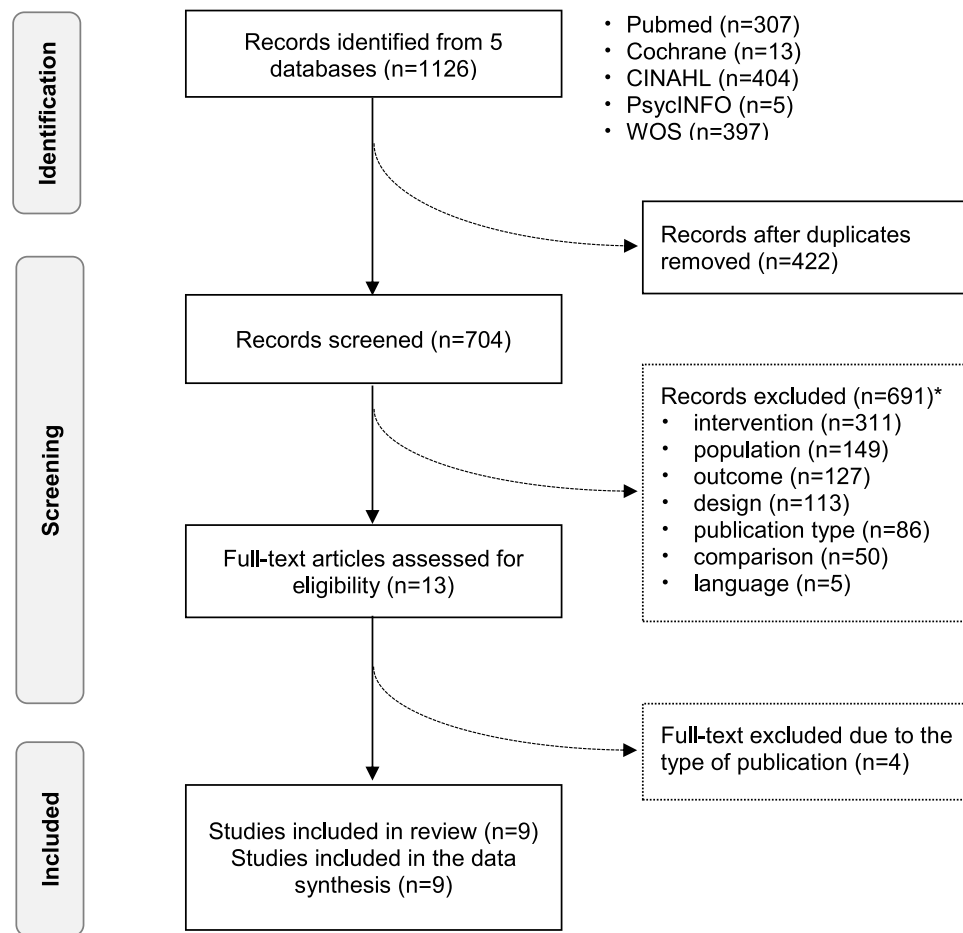 Identification
Records identified from 5
databases (n=1126)
• Pubmed (n=307)
• Cochrane (n=13)
• CINAHL (n=404)
• PsycINFO (n=5)
• WOS (n=397)
Records after duplicates
removed (n=422)
Screening
Records screened (n=704)
Records excluded (n=691)*
• intervention (n=311)
• population (n=149)
• outcome (n=127)
• design (n=113)
• publication type (n=86)
• comparison (n=50)
• language (n=5)
Full-text articles assessed for
eligibility (n=13)
Full-text excluded due to the
type of publication (n=4)
Included
Studies included in review (n=9)
Studies included in the data
synthesis (n=9)